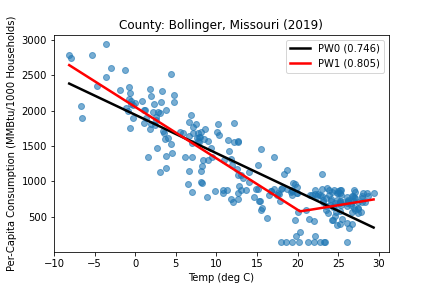 County: Bollinger, Missouri (2019)
Per-Capita Consumption (MMBtu/1000 Households)
3000
2500
2000
1500
1000
500
PW0 (0.746)
PW1 (0.805)
−10 −5 0 5 10 15 20 25 30
Temp (deg C)